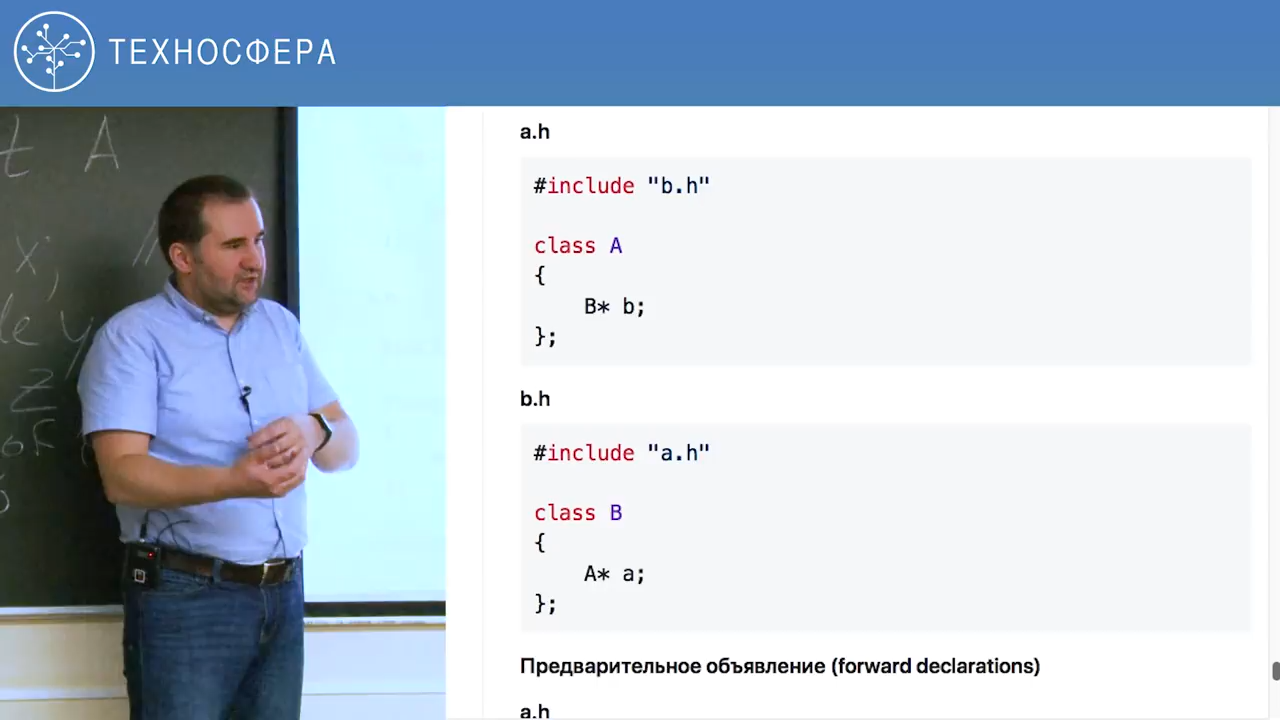 ТЕХНОСФЕРА
t A
x;
a.h
#include "b.h"
class A
{
B* b;
};
b.h
#include "a.h"
class B
{
A* a;
};
Предварительное объявление (forward declarations)
a.h